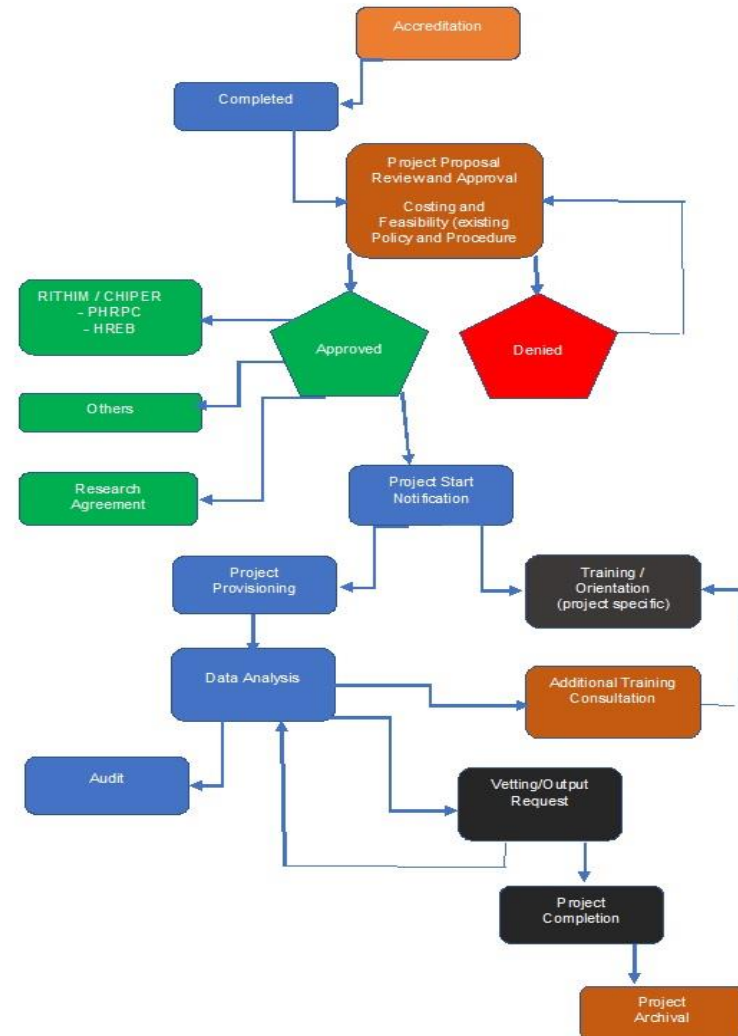 Accreditation
Completed
Project Proposal
Review and Approval
Costing and
Feasibility (existing
Policy and Procedure
RITHIM / CHIPER
- PHRPC
- HREB
Approved
Denied
Others
Research
Agreement
Project Start
Notification
Project
Provisioning
Training /
Orientation
(project specific)
Data Analysis
Additional Training
Consultation
Audit
Vetting/Output
Request
Project
Completion
Project
Archival